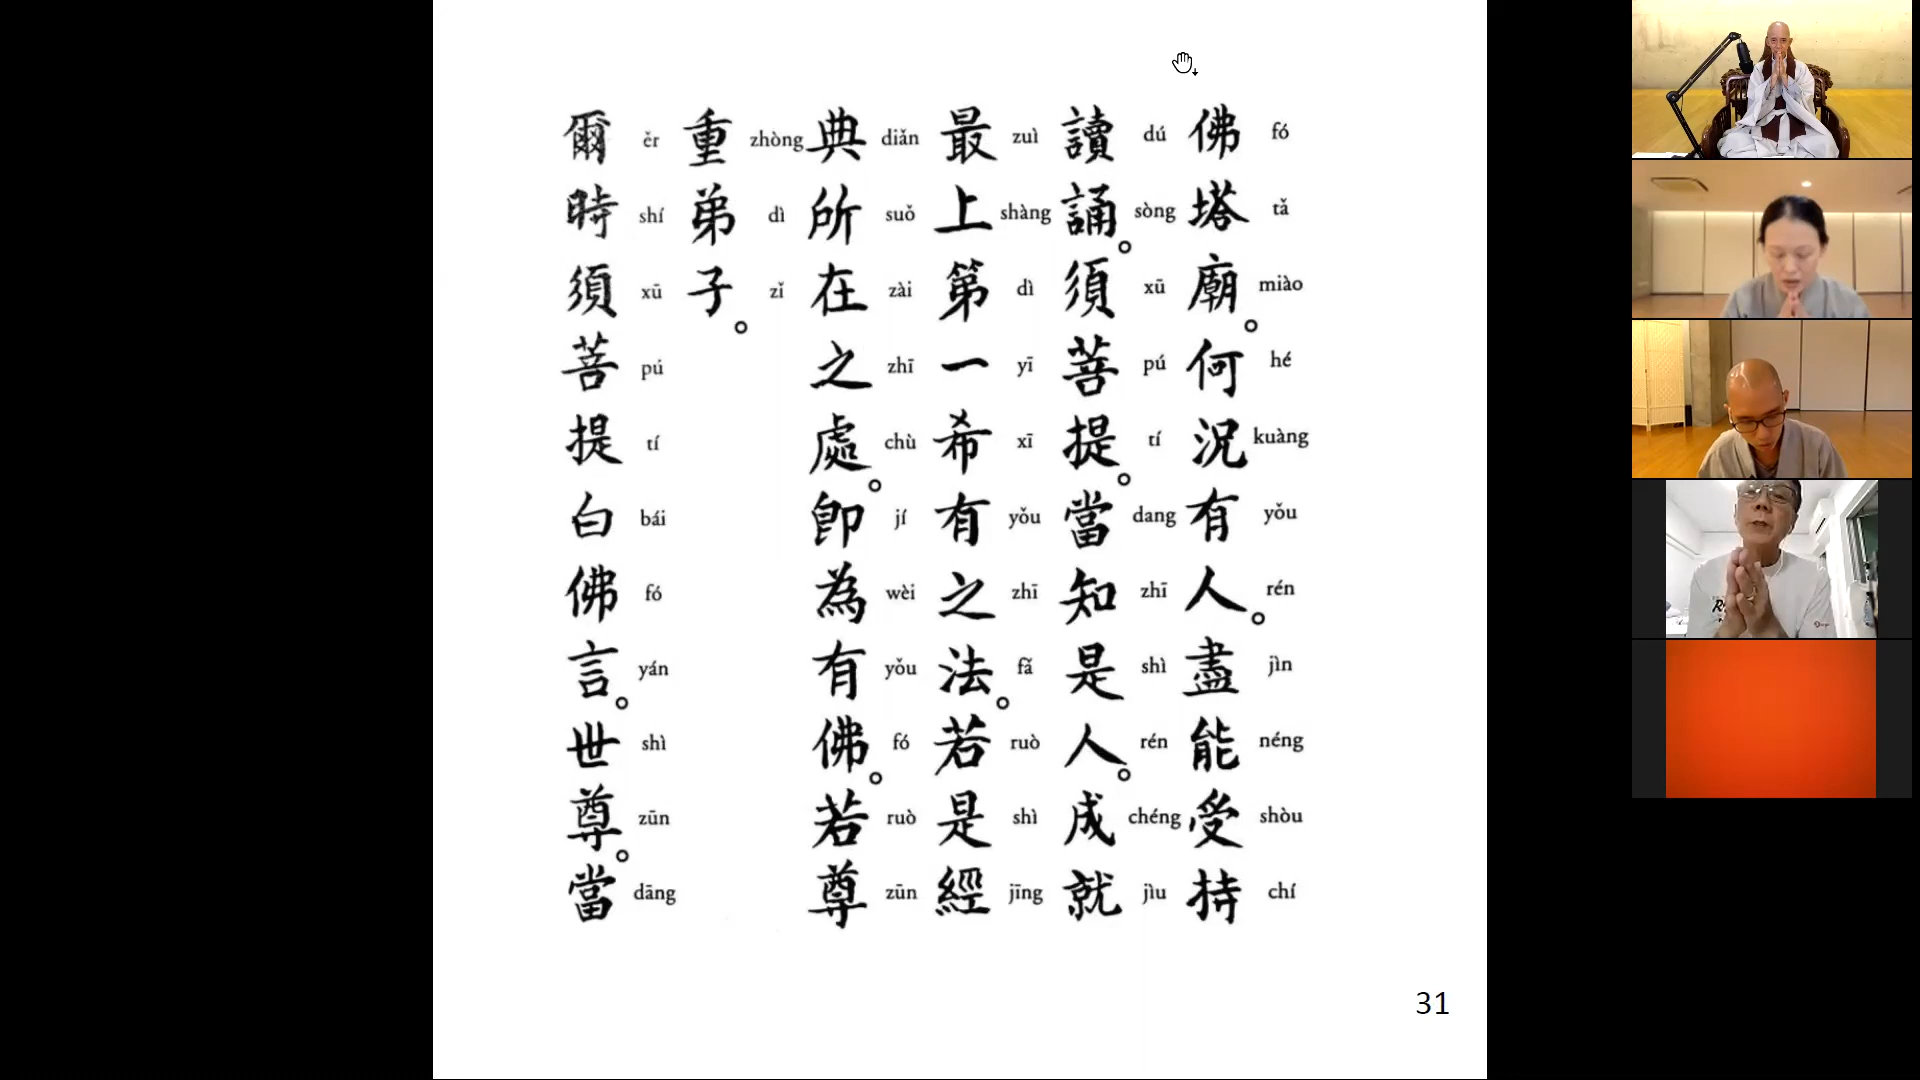 佛塔廟。何況有人。盡能受持
fó tǎ miào hé kuàng yǒu rén jìn néng shòu chí
讀誦。須菩提。當知是人。成就
dú sòng xū pú tí dang zhī shì rén chéng jìu
最上第一希有之法。若是經
zuì shàng dì yī xī yǒu zhī fǎ ruò shì jīng
典所在之處。即為有佛。若尊
diǎn suǒ zài zhī chù jí wèi yǒu fó ruò zūn
重弟子。
zhòng dì zǐ
爾時須菩提白佛言。世尊。當
ěr shí xū pú tí bái fó yán shì zūn dāng
31